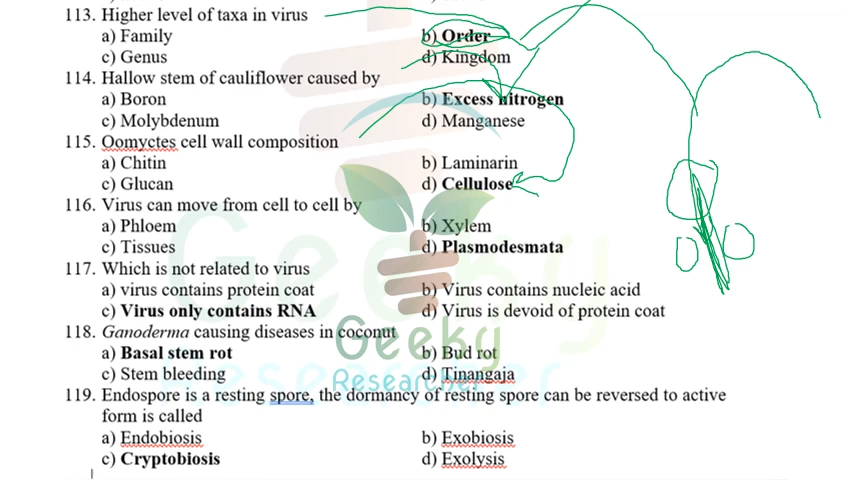 113. Higher level of taxa in virus
a) Family b) Order
c) Genus d) Kingdom
114. Hallow stem of cauliflower caused by
a) Boron b) Excess nitrogen
c) Molybdenum d) Manganese
115. Oomyctes cell wall composition
a) Chitin b) Laminarin
c) Glucan d) Cellulose
116. Virus can move from cell to cell by
a) Phloem b) Xylem
c) Tissues d) Plasmodesmata
117. Which is not related to virus
a) virus contains protein coat b) Virus contains nucleic acid
c) Virus only contains RNA d) Virus is devoid of protein coat
118. Ganoderma causing diseases in coconut
a) Basal stem rot b) Bud rot
c) Stem bleeding d) Tinangaja
119. Endospore is a resting spore, the dormancy of resting spore can be reversed to active
form is called
a) Endobiosis b) Exobiosis
c) Cryptobiosis d) Exolysis
Geeky
Researcher